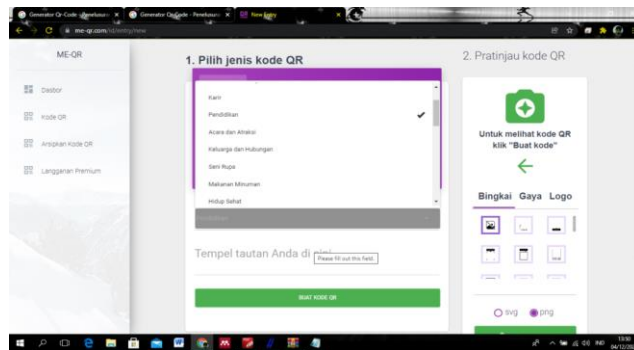 Generator Qr-Code - Penelusuran
Generator Qr-Code - Penelusuran
New Entry
me-qr.com/id/entry/new
ME-QR
Dasbor
Kode QR
Arsipkan Kode QR
Langganan Premium
1. Pilih jenis kode QR
Karir
Pendidikan
Acara dan Atraksi
Keluarga dan Hubungan
Seni Rupa
Makanan Minuman
Hidup Sehat
Pendidikan
Tempel tautan Anda di sini
Please fill out this field.
BUAT KODE QR
2. Pratinjau kode QR
Untuk melihat kode QR
klik "Buat kode"
Bingkai Gaya Logo
svg png
IND
13:50